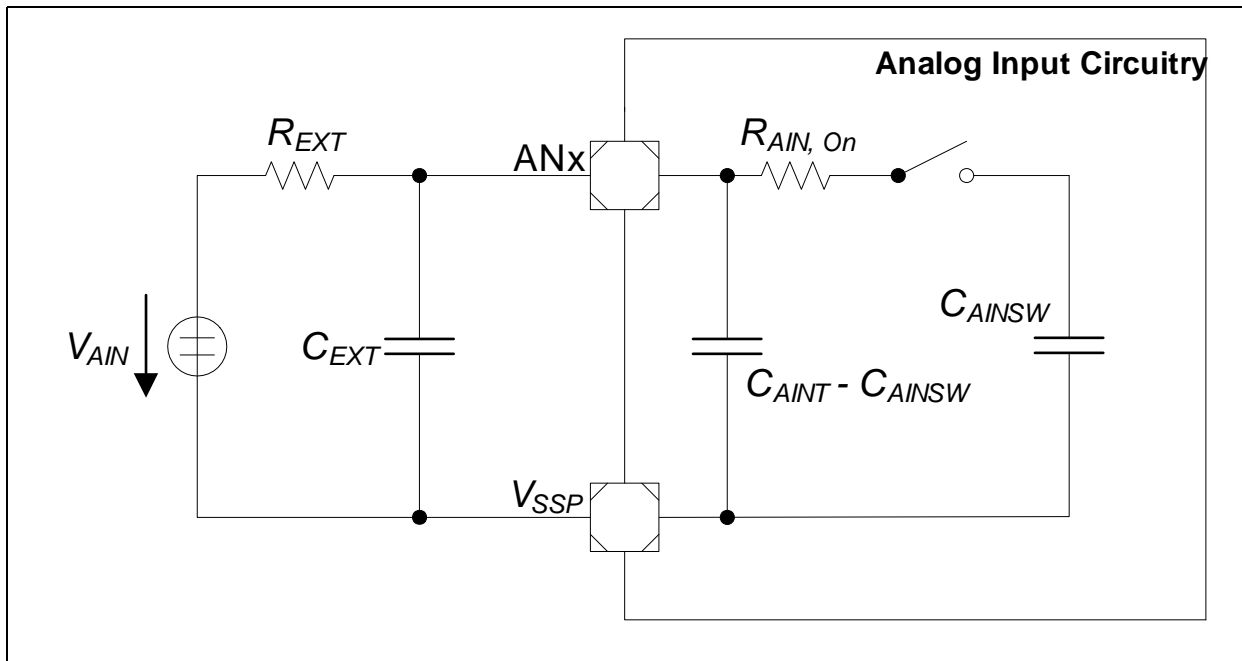 Analog Input Circuitry
R_EXT
ANx
R_AIN, On
V_AIN
C_EXT
C_AINT - C_AINSW
C_AINSW
V_SSP